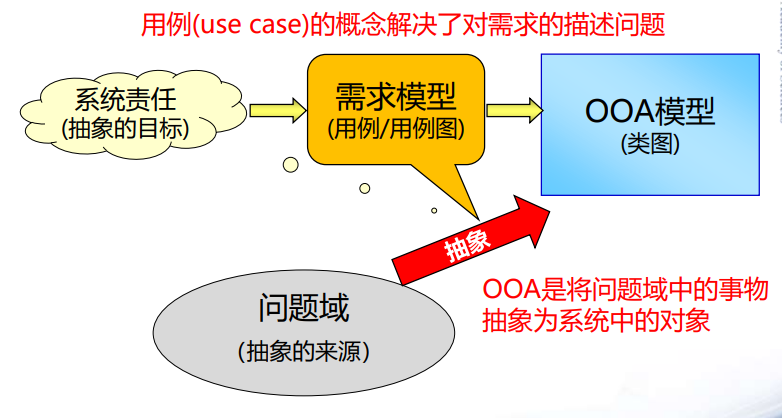 用例(use case)的概念解决了对需求的描述问题
系统责任
(抽象的目标)
需求模型
(用例/用例图)
OOA模型
(类图)
抽象
问题域
(抽象的来源)
OOA是将问题域中的事物
抽象为系统中的对象